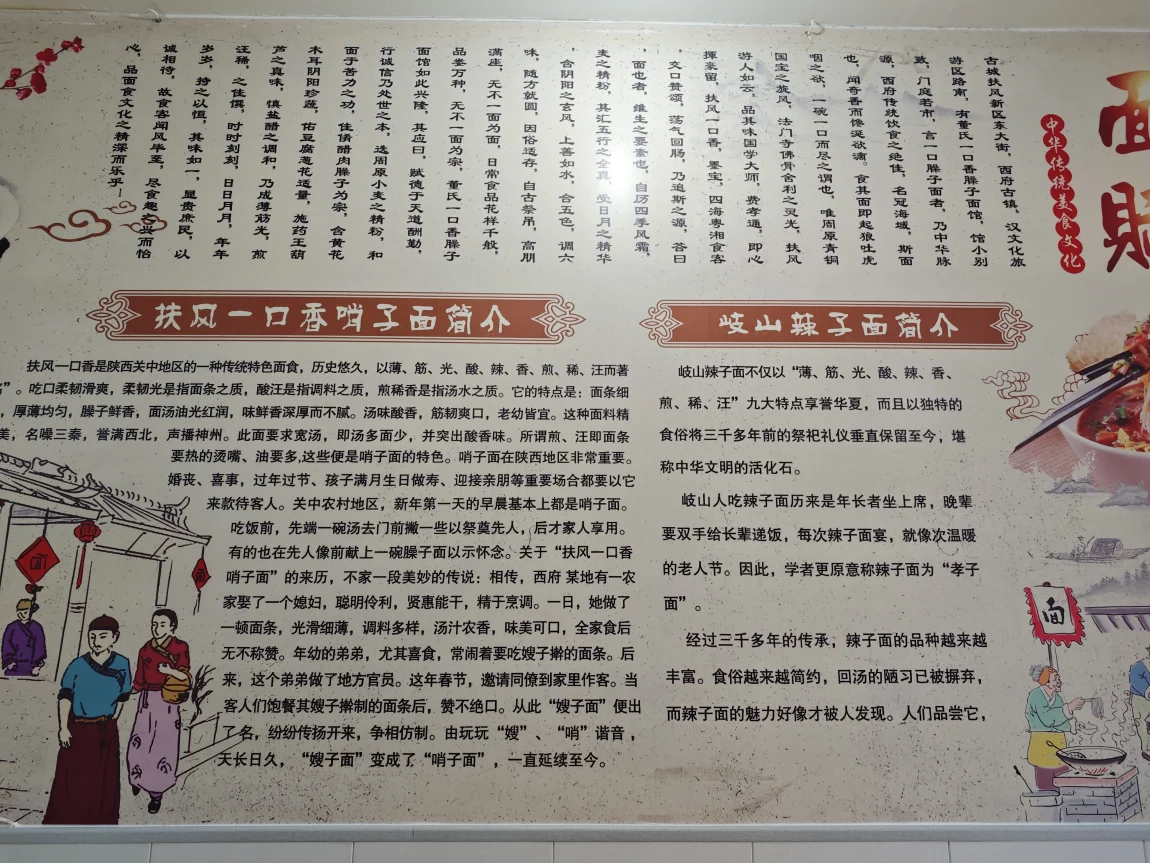 面赋
中华传统美食文化
古城扶风新区东大街，西府古镇，汉文化旅
游区路南，有董氏一口香臊子面馆，馆小别
致，门庭若市，言一口臊子面者，乃中华脉
源，西府传统饮食之绝佳，名冠海域，斯面
也，闻奇香而馋涎欲滴。食其面即起狼吐虎
咽之欲，一碗一口而尽之谓也，唯周原青铜
国宝之旋风，法门寺佛骨舍利之灵光，扶风
游人如云，品其味国学大师，费孝通，即心
挥豪留，扶风一口香，墨宝，四海粤湘食客
，交口赞颂，荡气回肠，乃追斯之源，答曰
，面也者，维生之要素也，自历四季风霜，
麦之精粉，其汇五行之全真，受日月之精华
，合阴阳之玄风，上善如水，合五色，调六
味，随方就圆，因俗适存，自古祭吊，高朋
满座，无不一面为面，日常食品花样千般，
品娄万种，无不一面为宗，董氏一口香臊子
面馆如此兴隆，其应曰，赋德于天道酬勤，
行诚信乃处世之本，选周原小麦之精粉，和
面于苦力之功，佳俑醋肉臊子为宗，含黄花
木耳阴阳珍蔬，佑豆腐葱花适量，施药王葫
芦之真味，慎盐醋之调和，乃成薄筋光，煎
汪稀，之佳馔，时时刻刻，日日月月，年年
岁岁，持之以恒，其味如一，显贵庶民，以
诚相待，故食客闻风毕至，尽食趣之兴而怡
心，品面食文化之精深而乐乎~
扶风一口香哨子面简介
扶风一口香是陕西关中地区的一种传统特色面食，历史悠久，以薄、筋、光、酸、辣、香、煎、稀、汪而著
”。吃口柔韧滑爽，柔韧光是指面条之质，酸汪是指调料之质，煎稀香是指汤水之质。它的特点是：面条细
，厚薄均匀，臊子鲜香，面汤油光红润，味鲜香深厚而不腻。汤味酸香，筋韧爽口，老幼皆宜。这种面料精
美，名噪三秦，誉满西北，声播神州。此面要求宽汤，即汤多面少，并突出酸香味。所谓煎、汪即面条
要热的烫嘴、油要多,这些便是哨子面的特色。哨子面在陕西地区非常重要。
婚丧、喜事，过年过节、孩子满月生日做寿、迎接亲朋等重要场合都要以它
来款待客人。关中农村地区，新年第一天的早晨基本上都是哨子面。
吃饭前，先端一碗汤去门前撇一些以祭奠先人，后才家人享用。
有的也在先人像前献上一碗臊子面以示怀念。关于“扶风一口香
哨子面”的来历，不家一段美妙的传说：相传，西府 某地有一农
家娶了一个媳妇，聪明伶利，贤惠能干，精于烹调。一日，她做了
一顿面条，光滑细薄，调料多样，汤汁农香，味美可口，全家食后
无不称赞。年幼的弟弟，尤其喜食，常闹着要吃嫂子擀的面条。后
来，这个弟弟做了地方官员。这年春节，邀请同僚到家里作客。当
客人们饱餐其嫂子擀制的面条后，赞不绝口。从此“嫂子面”便出
了名，纷纷传扬开来，争相仿制。由玩玩“嫂”、“哨”谐音，
天长日久，“嫂子面”变成了“哨子面”，一直延续至今。
岐山辣子面简介
岐山辣子面不仅以“薄、筋、光、酸、辣、香、
煎、稀、汪”九大特点享誉华夏，而且以独特的
食俗将三千多年前的祭祀礼仪垂直保留至今，堪
称中华文明的活化石。
岐山人吃辣子面历来是年长者坐上席，晚辈
要双手给长辈递饭，每次辣子面宴，就像次温暖
的老人节。因此，学者更原意称辣子面为“孝子
面”。
经过三千多年的传承，辣子面的品种越来越
丰富。食俗越来越简约，回汤的陋习已被摒弃，
而辣子面的魅力好像才被人发现。人们品尝它，
面
面